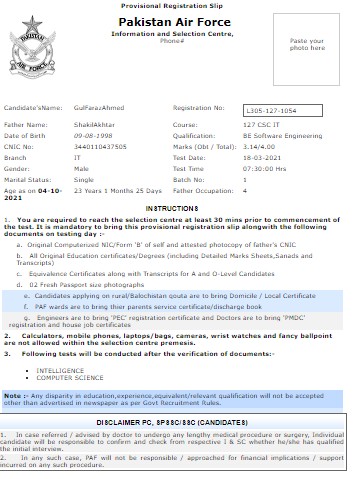 Provisional Registration Slip
Pakistan Air Force
Information and Selection Centre,
Phone#
Paste your
photo here
PAKISTAN
AIR FORCE
Candidate'sName: GulFarazAhmed Registration No: L305-127-1054
Father Name: ShakilAkhtar Course: 127 CSC IT
Date of Birth 09-08-1998 Qualification: BE Software Engineering
CNIC No: 3440110437505 Marks (Obt / Total): 3.14/4.00
Branch IT Test Date: 18-03-2021
Gender: Male Test Time 07:30:00 Hrs
Marital Status: Single Batch No: 1
Age as on 04-10-2021 23 Years 1 Months 25 Days Father Occupation: 4
INSTRUCTIONS
1. You are required to reach the selection centre at least 30 mins prior to commencement
of the test. It is mandatory to bring this provisional registration slip alongwith the following
documents on testing day :-
a. Original Computerized NIC/Form 'B' of self and attested photocopy of father's CNIC
b. All Original Education certificates/Degrees (including Detailed Marks Sheets,Sanads and
Transcripts)
c. Equivalence Certificates along with Transcripts for A and O-Level Candidates
d. 02 Fresh Passport size photographs
e. Candidates applying on rural/Balochistan qouta are to bring Domicile / Local Certificate
f. PAF wards are to bring thier parents service certificate/discharge book
g. Engineers are to bring 'PEC' registration certificate and Doctors are to bring 'PMDC'
registration and house job certificates
2. Calculators, mobile phones, laptops/bags, cameras, wrist watches and fancy ballpoint
are not allowed within the selection centre premesis.
3. Following tests will be conducted after the verification of documents:-
• INTELLIGENCE
• COMPUTER SCIENCE
Note :- Any disparity in education,experience,equivalent/relevant qualification will not be accepted
other than advertised in newspaper as per Govt Recruitment Rules.
DISCLAIMER PC, SPSSC/SSC (CANDIDATES)
1. In case referred / advised by doctor to undergo any lengthy medical procedure or surgery, Individual
candidate will be responsible to confirm and check from respective I & SC whether he/she has qualified
the initial interview.
2. In any such case, PAF will not be responsible / approached for financial implications / support
incurred on any such procedure.